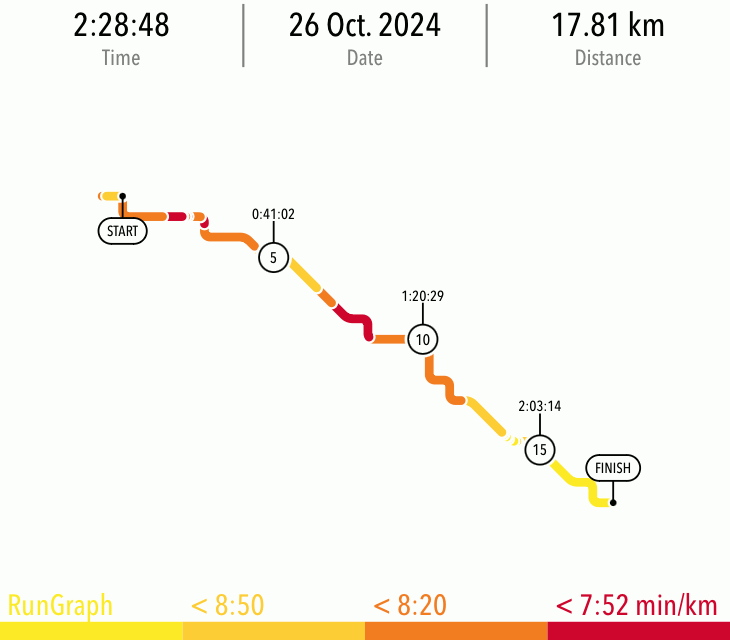 2:28:48
Time
26 Oct. 2024
Date
17.81 km
Distance
START
0:41:02
5
1:20:29
10
2:03:14
15
FINISH
RunGraph
< 8:50
< 8:20
< 7:52 min/km